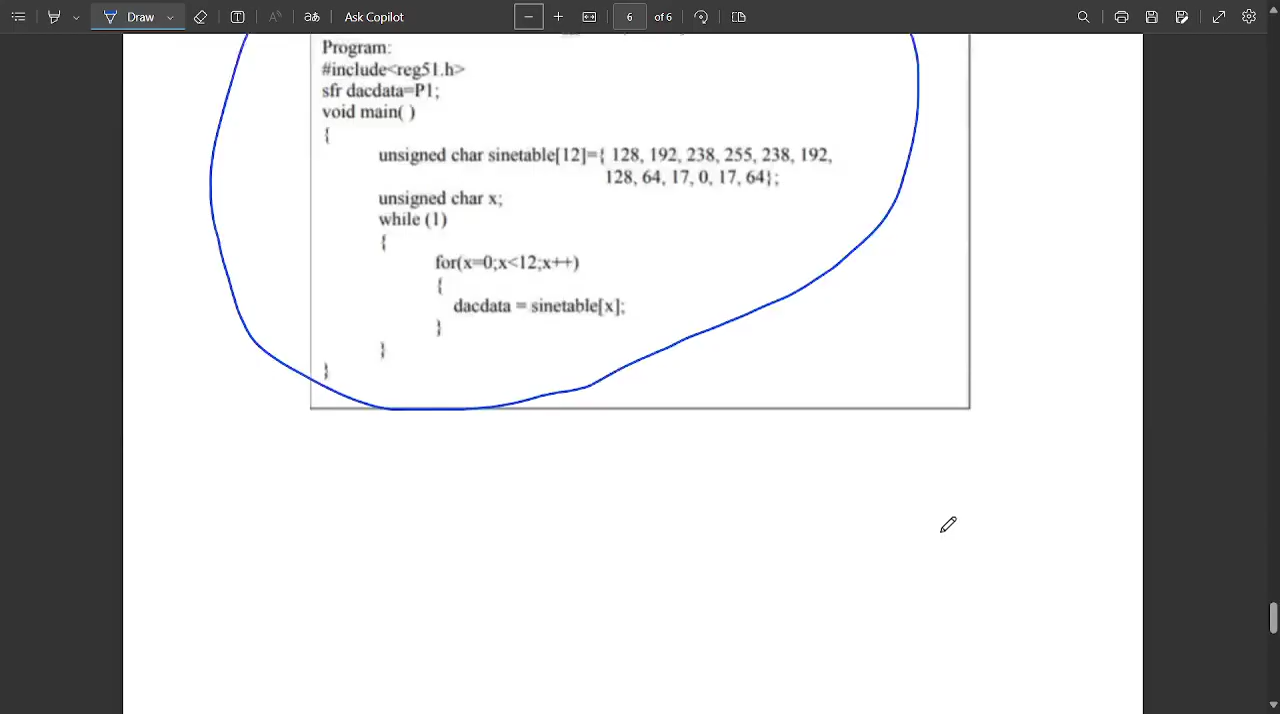 Draw
Ask Copilot
6 of 6
Program:
#include<reg51.h>
sfr dacdata=P1;
void main( )
{
unsigned char sinetable[12]={ 128, 192, 238, 255, 238, 192,
128, 64, 17, 0, 17, 64};
unsigned char x;
while (1)
{
for(x=0;x<12;x++)
{
dacdata = sinetable[x];
}
}
}